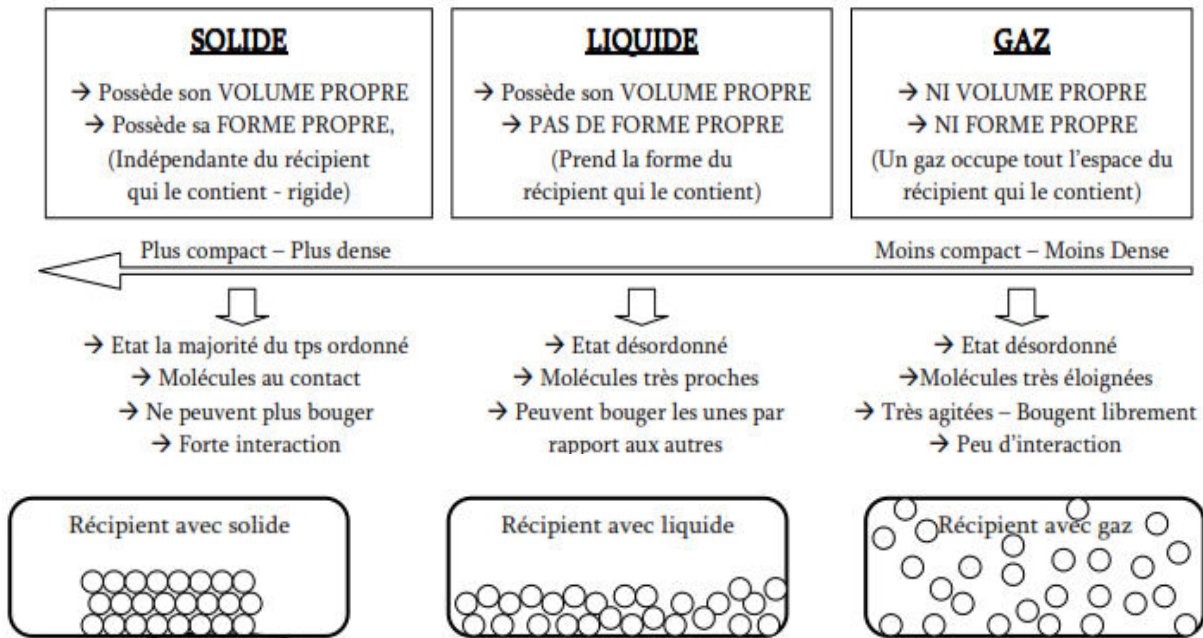 SOLIDE
→ Possède son VOLUME PROPRE
→ Possède sa FORME PROPRE,
(Indépendante du récipient
qui le contient - rigide)
LIQUIDE
→ Possède son VOLUME PROPRE
→ PAS DE FORME PROPRE
(Prend la forme du
récipient qui le contient)
GAZ
→ NI VOLUME PROPRE
→ NI FORME PROPRE
(Un gaz occupe tout l'espace du
récipient qui le contient)
Plus compact – Plus dense
Moins compact – Moins Dense
→ Etat la majorité du tps ordonné
→ Molécules au contact
→ Ne peuvent plus bouger
→ Forte interaction
→ Etat désordonné
→ Molécules très proches
→ Peuvent bouger les unes par
rapport aux autres
→ Etat désordonné
→Molécules très éloignées
→ Très agitées – Bougent librement
→ Peu d'interaction
Récipient avec solide
Récipient avec liquide
Récipient avec gaz